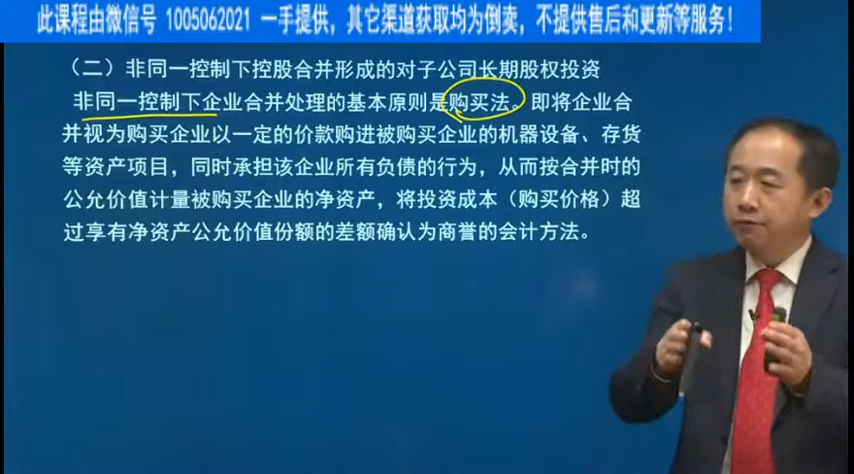 此课程由微信号 1005062021 一手提供，其它渠道获取均为倒卖，不提供售后和更新等服务！
（二）非同一控制下控股合并形成的对子公司长期股权投资
非同一控制下企业合并处理的基本原则是购买法。即将企业合
并视为购买企业以一定的价款购进被购买企业的机器设备、存货
等资产项目，同时承担该企业所有负债的行为，从而按合并时的
公允价值计量被购买企业的净资产，将投资成本（购买价格）超
过享有净资产公允价值份额的差额确认为商誉的会计方法。